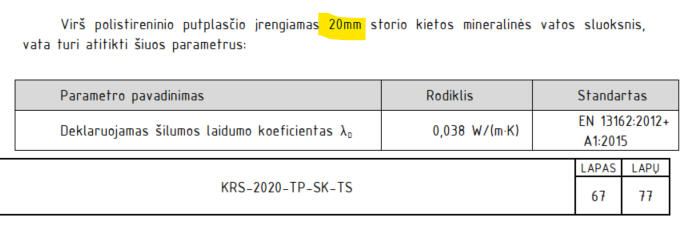 Virš polistireninio putplasčio įrengiamas 20mm storio kietos mineralinės vatos sluoksnis,
vata turi atitikti šiuos parametrus:
Parametro pavadinimas Rodiklis Standartas
Deklaruojamas šilumos laidumo koeficientas λD 0,038 W/(m·K) EN 13162:2012+
A1:2015
KRS-2020-TP-SK-TS
LAPAS LAPŲ
67 77